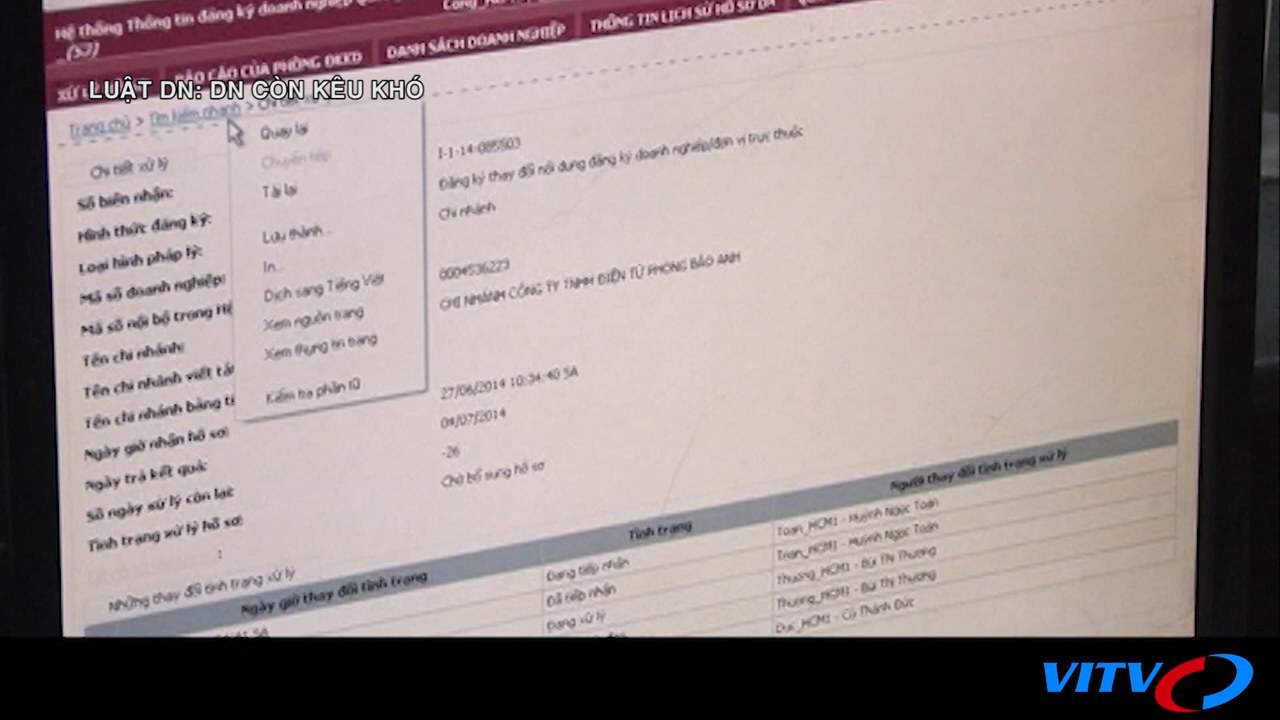 Hệ thống Thông tin đăng ký doanh nghiệp
(57)
BÁO CÁO CỦA PHÒNG ĐKKD DANH SÁCH DOANH NGHIỆP THÔNG TIN LỊCH SỬ HỒ SƠ
LUẬT DN: DN CÒN KÊU KHÓ
Trang chủ > Tìm kiếm nhanh >
Quay lại
Chuyển tiếp
Tải lại
Lưu thành...
In...
Dịch sang Tiếng Việt
Xem nguồn trang
Xem thông tin trang
Kiểm tra phần tử
Chi tiết xử lý
Số biên nhận:
Hình thức đăng ký: Đăng ký thay đổi nội dung đăng ký doanh nghiệp/đơn vị trực thuộc
Loại hình pháp lý: Chi nhánh
Mã số doanh nghiệp:
Mã số nội bộ trong
Tên chi nhánh: CHI NHÁNH CÔNG TY TNHH ĐIỆN TỬ PHONG BẢO ANH
Tên chi nhánh viết tắt
Tên chi nhánh bằng
Ngày giờ nhận hồ sơ: 27/06/2014 10:34:40 SA
Ngày trả kết quả: 04/07/2014
Số ngày xử lý còn lại: -26
Tình trạng xử lý hồ sơ: Chờ bổ sung hồ sơ
:
Những thay đổi tình trạng xử lý
Ngày giờ thay đổi tình trạng Tình trạng Người thay đổi tình trạng xử lý
Đang tiếp nhận Toan_HCM1 - Huỳnh Ngọc Toàn
Đã tiếp nhận Toan_HCM1 - Huỳnh Ngọc Toàn
Đang xử lý Thuong_HCM1 - Bùi Thị Thương
Thuong_HCM1 - Bùi Thị Thương
Duc_HCM1 - Cù Thành Đức
VITV